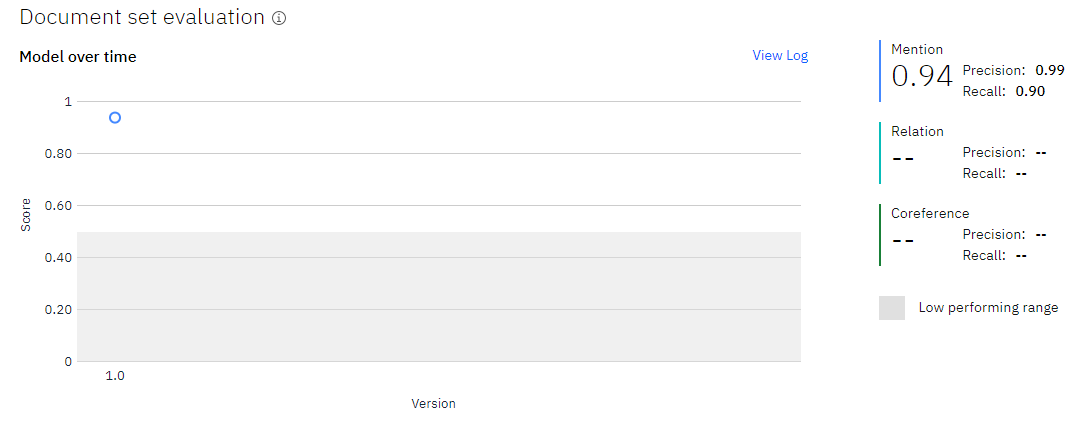 Document set evaluation
Model over time
View Log
1
0.80
0.60
0.40
0.20
0
Score
1.0
Version
Mention
0.94
Precision: 0.99
Recall: 0.90
Relation
--
Precision: --
Recall: --
Coreference
--
Precision: --
Recall: --
Low performing range